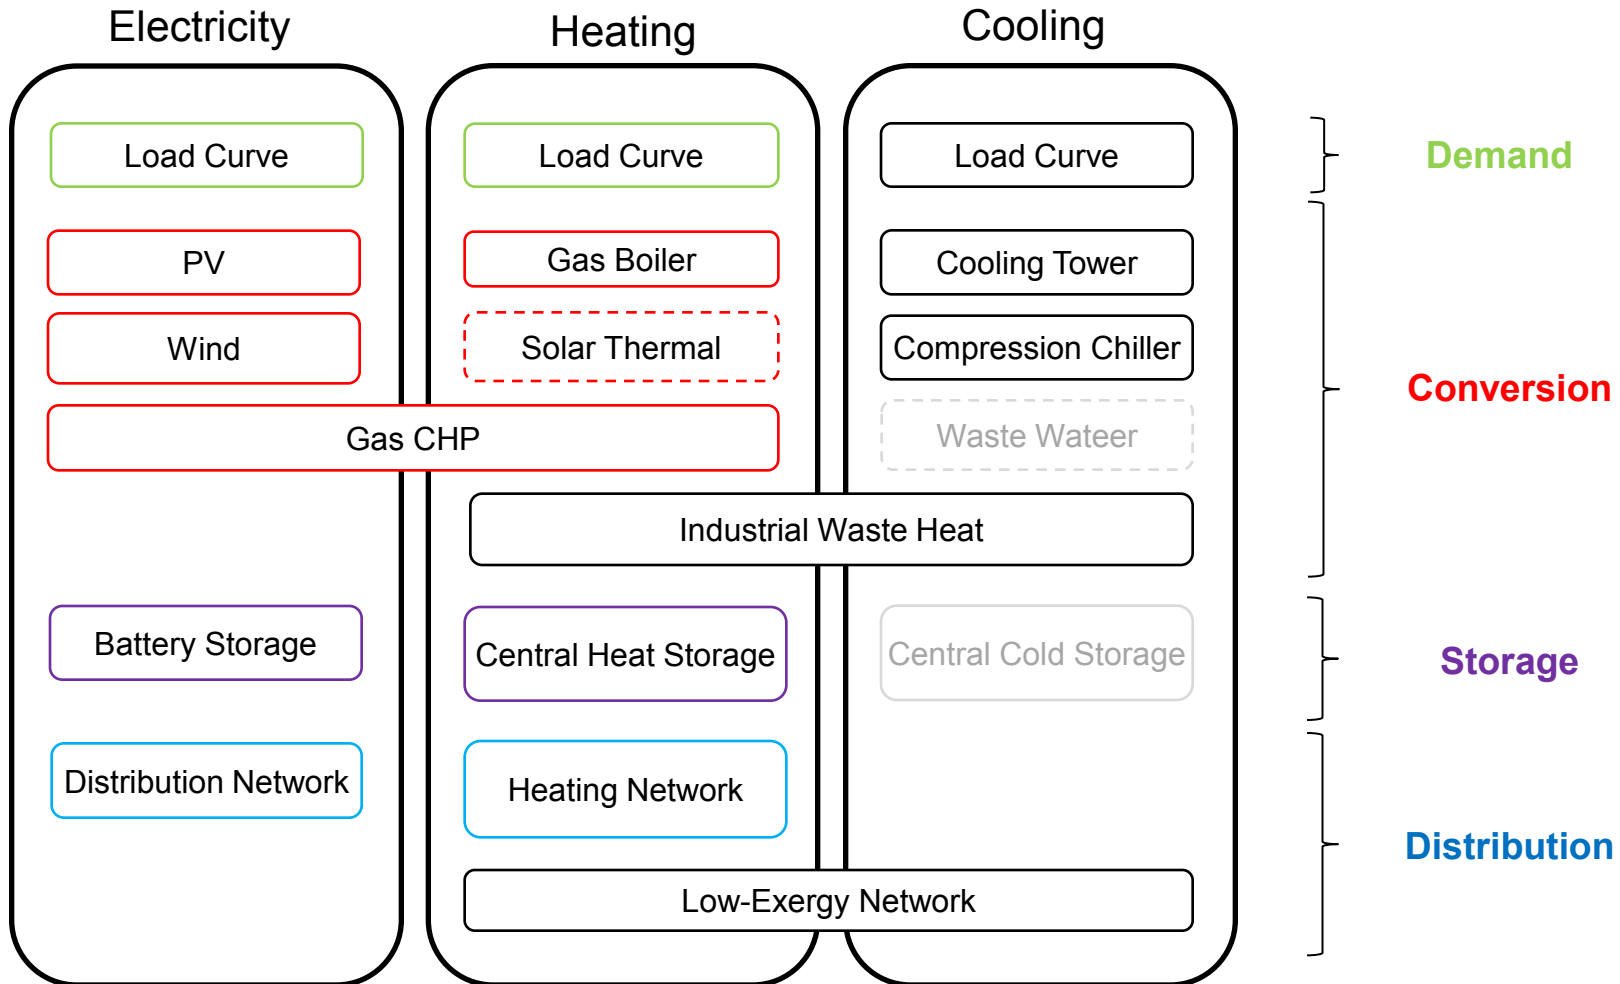 Electricity
Heating
Cooling
Load Curve
Load Curve
Load Curve
Demand
PV
Gas Boiler
Cooling Tower
Wind
Solar Thermal
Compression Chiller
Conversion
Gas CHP
Waste Wateer
Industrial Waste Heat
Battery Storage
Central Heat Storage
Central Cold Storage
Storage
Distribution Network
Heating Network
Distribution
Low-Exergy Network